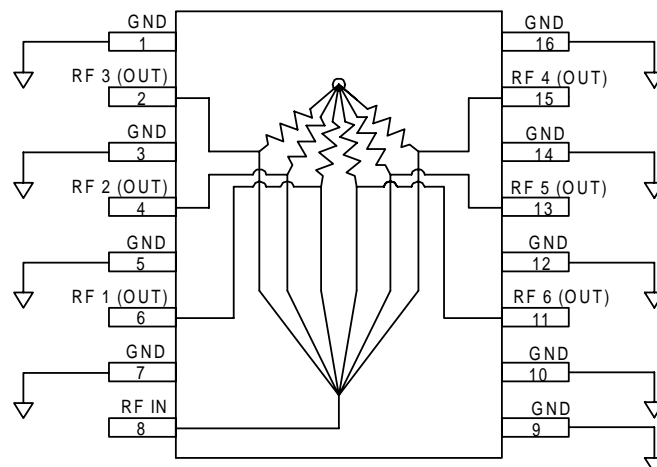 GND
1
RF 3 (OUT)
2
GND
3
RF 2 (OUT)
4
GND
5
RF 1 (OUT)
6
GND
7
RF IN
8
GND
16
RF 4 (OUT)
15
GND
14
RF 5 (OUT)
13
GND
12
RF 6 (OUT)
11
GND
10
GND
9